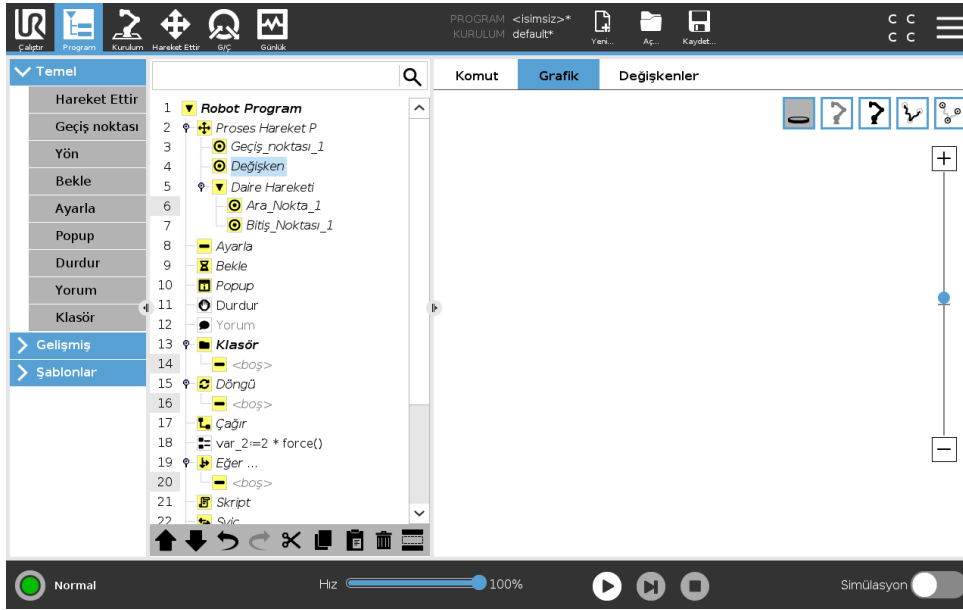 PROGRAM <isimsiz>*
KURULUM default*
Çalıştır Program Kurulum Hareket Ettir G/Ç Günlük
Yeni... Aç... Kaydet...
C C
C C
Temel
Hareket Ettir
Geçiş noktası
Yön
Bekle
Ayarla
Popup
Durdur
Yorum
Klasör
Gelişmiş
Şablonlar
1 Robot Program
2 Proses Hareket P
3 Geçiş_noktası_1
4 Değişken
5 Daire Hareketi
6 Ara_Nokta_1
7 Bitiş_Noktası_1
8 Ayarla
9 Bekle
10 Popup
11 Durdur
12 Yorum
13 Klasör
14 <boş>
15 Döngü
16 <boş>
17 Çağır
18 var_2:=2 * force()
19 Eğer ...
20 <boş>
21 Skript
22 Sviç
Komut Grafik Değişkenler
Normal
Hız 100%
Simülasyon